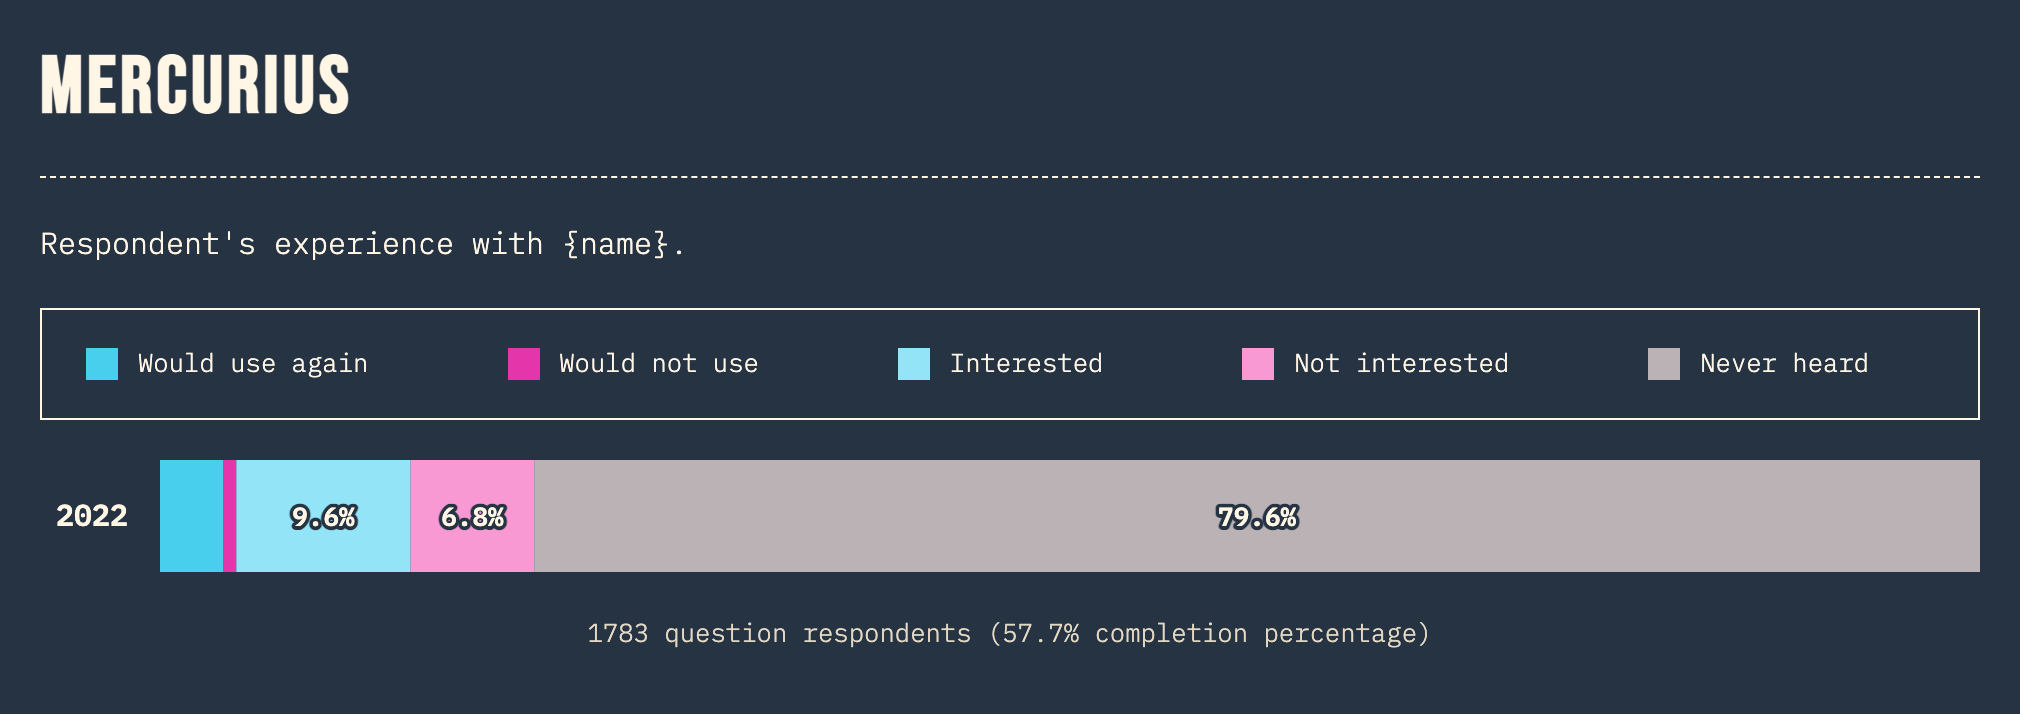 MERCURIUS
Respondent's experience with {name}.
Would use again Would not use Interested Not interested Never heard
2022 9.6% 6.8% 79.6%
1783 question respondents (57.7% completion percentage)